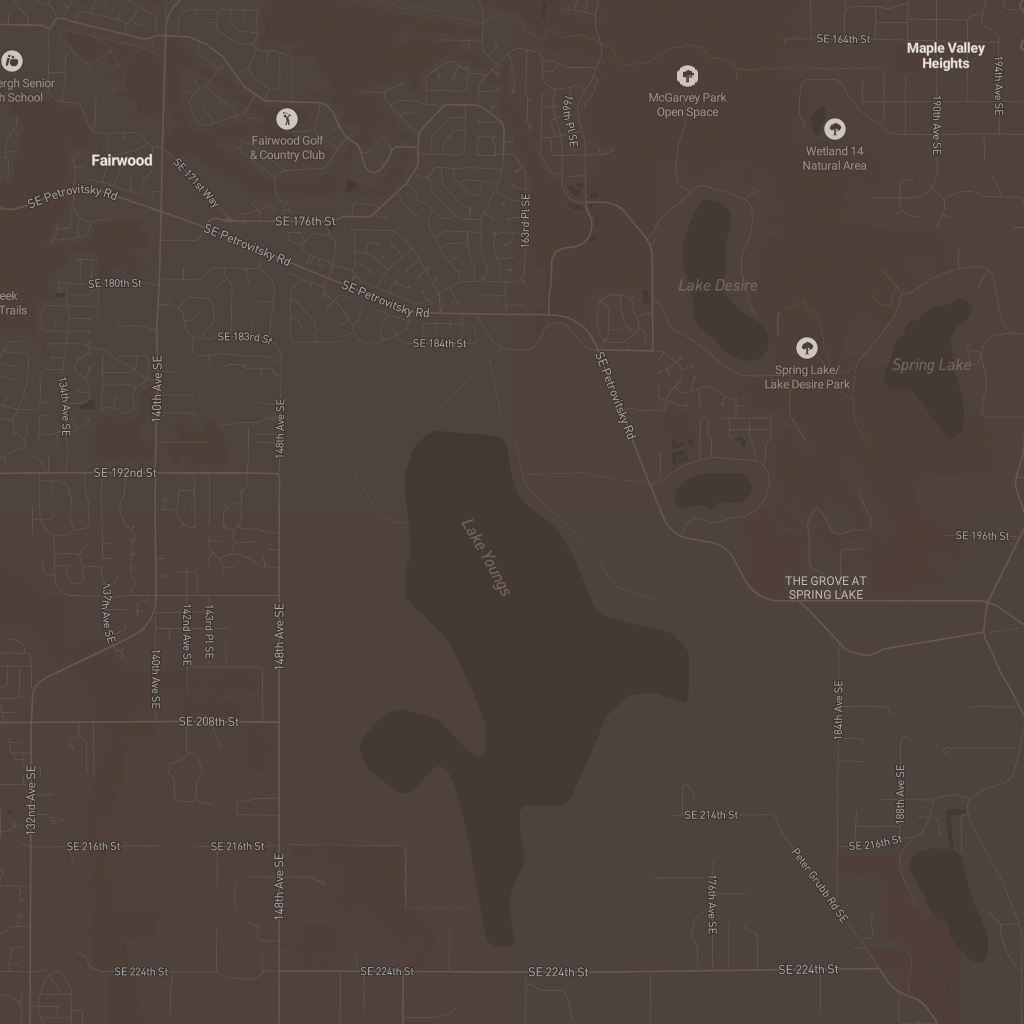 SE 164th St
Maple Valley
Heights
194th Ave SE
ergh Senior
h School
McGarvey Park
Open Space
190th Ave SE
169th Pl SE
Fairwood Golf
& Country Club
Wetland 14
Natural Area
Fairwood
SE 171st Way
SE Petrovitsky Rd
SE 176th St
163rd Pl SE
SE Petrovitsky Rd
SE 180th St
eek
Trails
SE Petrovitsky Rd
Lake Desire
SE 183rd St
SE 184th St
Spring Lake/
Lake Desire Park
Spring Lake
SE Petrovitsky Rd
134th Ave SE
140th Ave SE
148th Ave SE
SE 192nd St
Lake Youngs
SE 196th St
THE GROVE AT
SPRING LAKE
137th Ave SE
142nd Ave SE
143rd Pl SE
148th Ave SE
140th Ave SE
184th Ave SE
SE 208th St
132nd Ave SE
188th Ave SE
SE 214th St
SE 216th St
SE 216th St
SE 216th St
148th Ave SE
176th Ave SE
Peter Grubb Rd SE
SE 224th St
SE 224th St
SE 224th St
SE 224th St